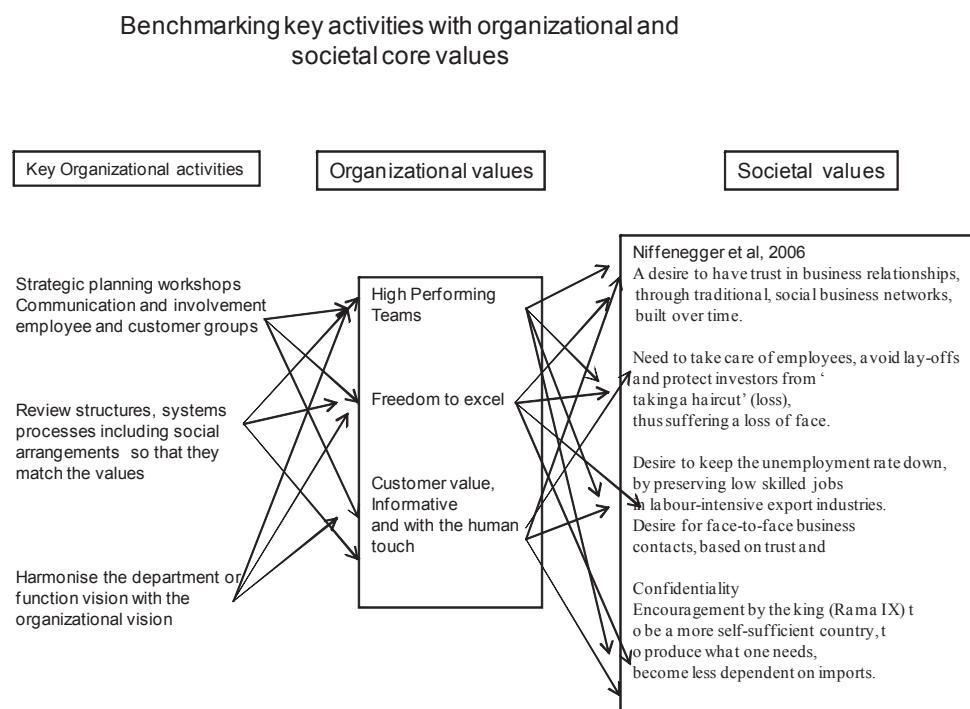 Benchmarking key activities with organizational and
societal core values
Key Organizational activities
Organizational values
Societal values
Strategic planning workshops
Communication and involvement
employee and customer groups
Review structures, systems
processes including social
arrangements so that they
match the values
Harmonise the department or
function vision with the
organizational vision
High Performing
Teams
Freedom to excel
Customer value,
Informative
and with the human
touch
Niffenegger et al, 2006
A desire to have trust in business relationships,
through traditional, social business networks,
built over time.
Need to take care of employees, avoid lay-offs
and protect investors from ‘
taking a haircut’ (loss),
thus suffering a loss of face.
Desire to keep the unemployment rate down,
by preserving low skilled jobs
in labour-intensive export industries.
Desire for face-to-face business
contacts, based on trust and
Confidentiality
Encouragement by the king (Rama IX) t
o be a more self-sufficient country, t
o produce what one needs,
become less dependent on imports.